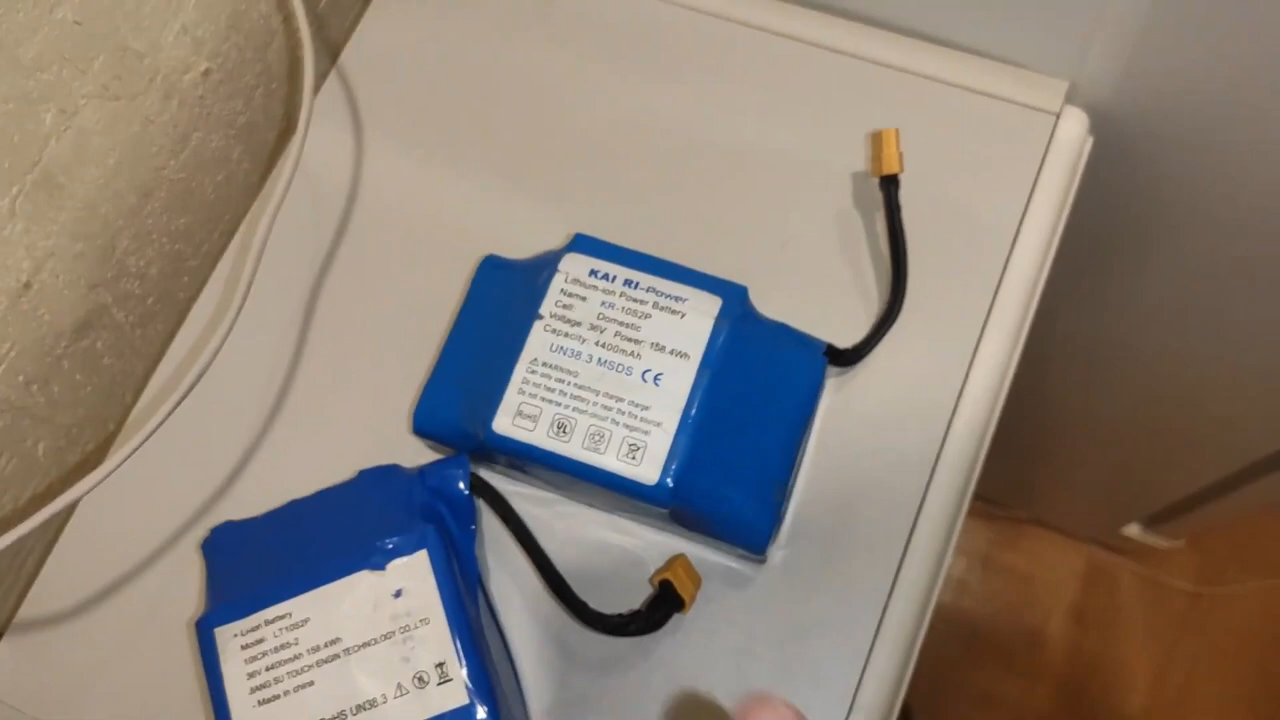 KAI RI-Power
Lithium-ion Power Battery
Name: KR-10S2P
Cell: Domestic
Voltage: 36V Power: 158.4Wh
Capacity: 4400mAh
UN38.3 MSDS CE
WARNING:
Can only use a matching charger charge!
Do not heat the battery or near the fire source!
Do not reverse or short-circuit the negative!
RoHS UL
Li-ion Battery
Model: LT10S2P
10ICR18/65-2
36V 4400mAh 158.4Wh
JIANG SU TOUCH ENGIN TECHNOLOGY CO.,LTD
- Made in china
RoHS UN38.3